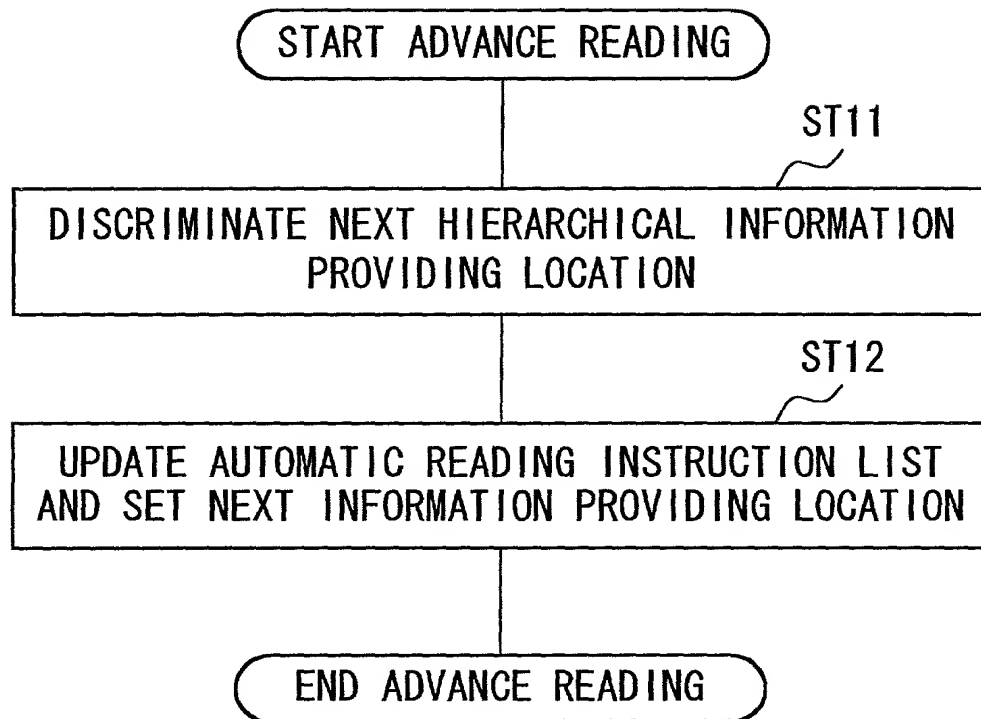 START ADVANCE READING
ST11
DISCRIMINATE NEXT HIERARCHICAL INFORMATION
PROVIDING LOCATION
ST12
UPDATE AUTOMATIC READING INSTRUCTION LIST
AND SET NEXT INFORMATION PROVIDING LOCATION
END ADVANCE READING